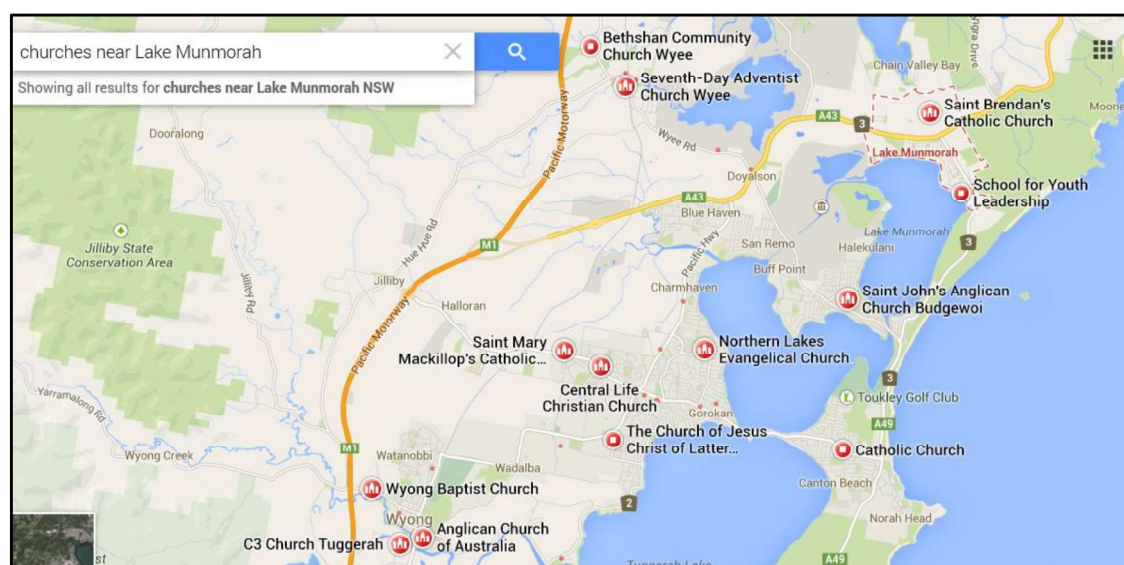 churches near Lake Munmorah
Showing all results for churches near Lake Munmorah NSW
Bethshan Community
Church Wyee
Seventh-Day Adventist
Church Wyee
Chain Valley Bay
Saint Brendan's
Catholic Church
A43
3
Lake Munmorah
School for Youth
Leadership
Dooralong
Wyee Rd
Doyalson
Pacific Motorway
A43
Blue Haven
Pacific Hwy
San Remo
Lake Munmorah
Halekulani
3
Buff Point
Jilliby State
Conservation Area
Hue Hue Rd
M1
Jilliby
Jilliby Rd
Halloran
Charmhaven
Saint John's Anglican
Church Budgewoi
Pacific Motorway
Saint Mary
Mackillop's Catholic...
Northern Lakes
Evangelical Church
Central Life
Christian Church
3
Toukley Golf Club
Gorokan
A49
Yarramalong Rd
The Church of Jesus
Christ of Latter...
Catholic Church
M1
Wyong Creek
Watanobbi
Wadalba
Canton Beach
Wyong Baptist Church
2
Norah Head
Wyong
Anglican Church
of Australia
C3 Church Tuggerah
Tuggerah Lake
A49